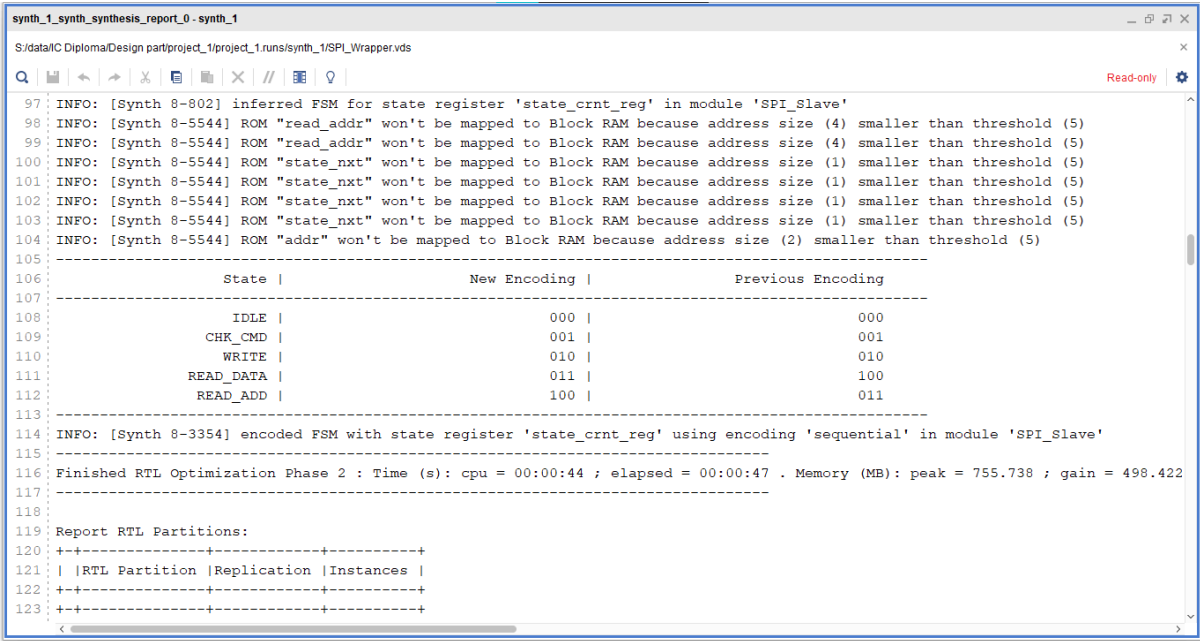 synth_1_synth_synthesis_report_0 - synth_1
S:/data/IC Diploma/Design part/project_1/project_1.runs/synth_1/SPI_Wrapper.vds
Read-only
97 INFO: [Synth 8-802] inferred FSM for state register 'state_crnt_reg' in module 'SPI_Slave'
98 INFO: [Synth 8-5544] ROM "read_addr" won't be mapped to Block RAM because address size (4) smaller than threshold (5)
99 INFO: [Synth 8-5544] ROM "read_addr" won't be mapped to Block RAM because address size (4) smaller than threshold (5)
100 INFO: [Synth 8-5544] ROM "state_nxt" won't be mapped to Block RAM because address size (1) smaller than threshold (5)
101 INFO: [Synth 8-5544] ROM "state_nxt" won't be mapped to Block RAM because address size (1) smaller than threshold (5)
102 INFO: [Synth 8-5544] ROM "state_nxt" won't be mapped to Block RAM because address size (1) smaller than threshold (5)
103 INFO: [Synth 8-5544] ROM "state_nxt" won't be mapped to Block RAM because address size (1) smaller than threshold (5)
104 INFO: [Synth 8-5544] ROM "addr" won't be mapped to Block RAM because address size (2) smaller than threshold (5)
105 ---------------------------------------------------------------------------------------------------
106 State | New Encoding | Previous Encoding
107 ---------------------------------------------------------------------------------------------------
108 IDLE | 000 | 000
109 CHK_CMD | 001 | 001
110 WRITE | 010 | 010
111 READ_DATA | 011 | 100
112 READ_ADD | 100 | 011
113 ---------------------------------------------------------------------------------------------------
114 INFO: [Synth 8-3354] encoded FSM with state register 'state_crnt_reg' using encoding 'sequential' in module 'SPI_Slave'
115 ---------------------------------------------------------------------------------
116 Finished RTL Optimization Phase 2 : Time (s): cpu = 00:00:44 ; elapsed = 00:00:47 . Memory (MB): peak = 755.738 ; gain = 498.422
117 ---------------------------------------------------------------------------------
118
119 Report RTL Partitions:
120 +-+--------------+------------+----------+
121 | |RTL Partition |Replication |Instances |
122 +-+--------------+------------+----------+
123 +-+--------------+------------+----------+